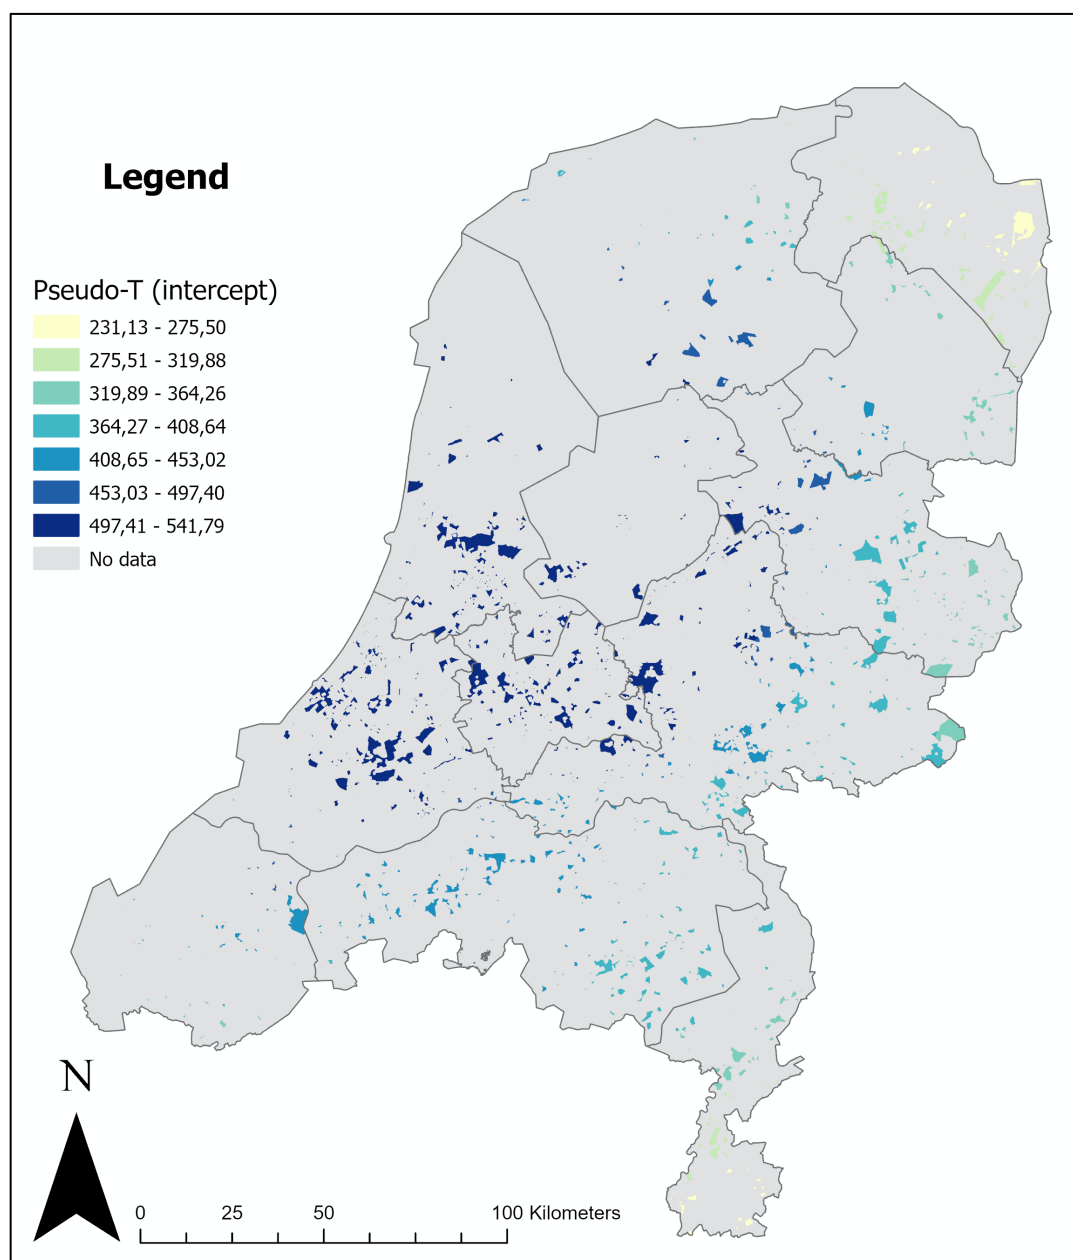 Legend
Pseudo-T (intercept)
231,13 - 275,50
275,51 - 319,88
319,89 - 364,26
364,27 - 408,64
408,65 - 453,02
453,03 - 497,40
497,41 - 541,79
No data
N
0 25 50 100 Kilometers